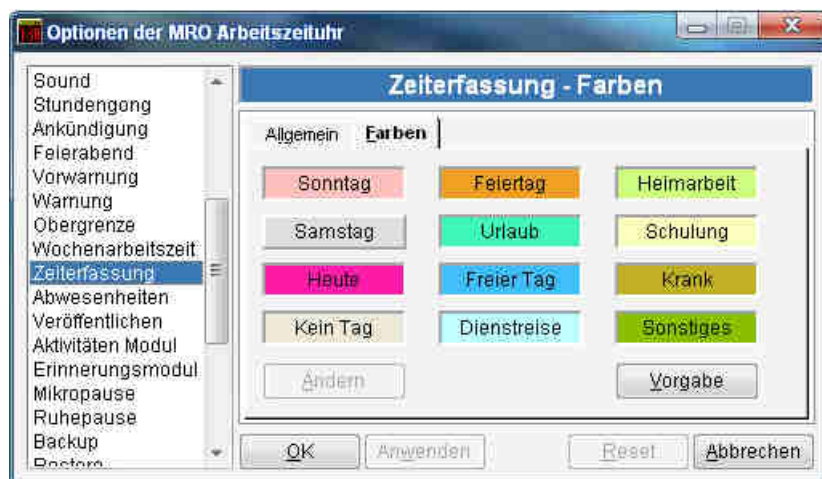 Optionen der MRO Arbeitszeituhr
Sound
Stundengong
Ankündigung
Feierabend
Vorwarnung
Warnung
Obergrenze
Wochenarbeitszeit
Zeiterfassung
Abwesenheiten
Veröffentlichen
Aktivitäten Modul
Erinnerungsmodul
Mikropause
Ruhepause
Backup
Restore
Zeiterfassung - Farben
Allgemein Farben
Sonntag Feiertag Heimarbeit
Samstag Urlaub Schulung
Heute Freier Tag Krank
Kein Tag Dienstreise Sonstiges
Ändern Vorgabe
OK Anwenden Reset Abbrechen